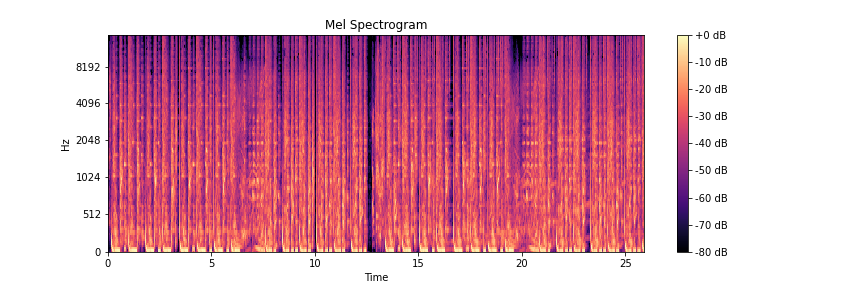 Mel Spectrogram
Hz
8192
4096
2048
1024
512
0
0 5 10 15 20 25
Time
+0 dB
-10 dB
-20 dB
-30 dB
-40 dB
-50 dB
-60 dB
-70 dB
-80 dB